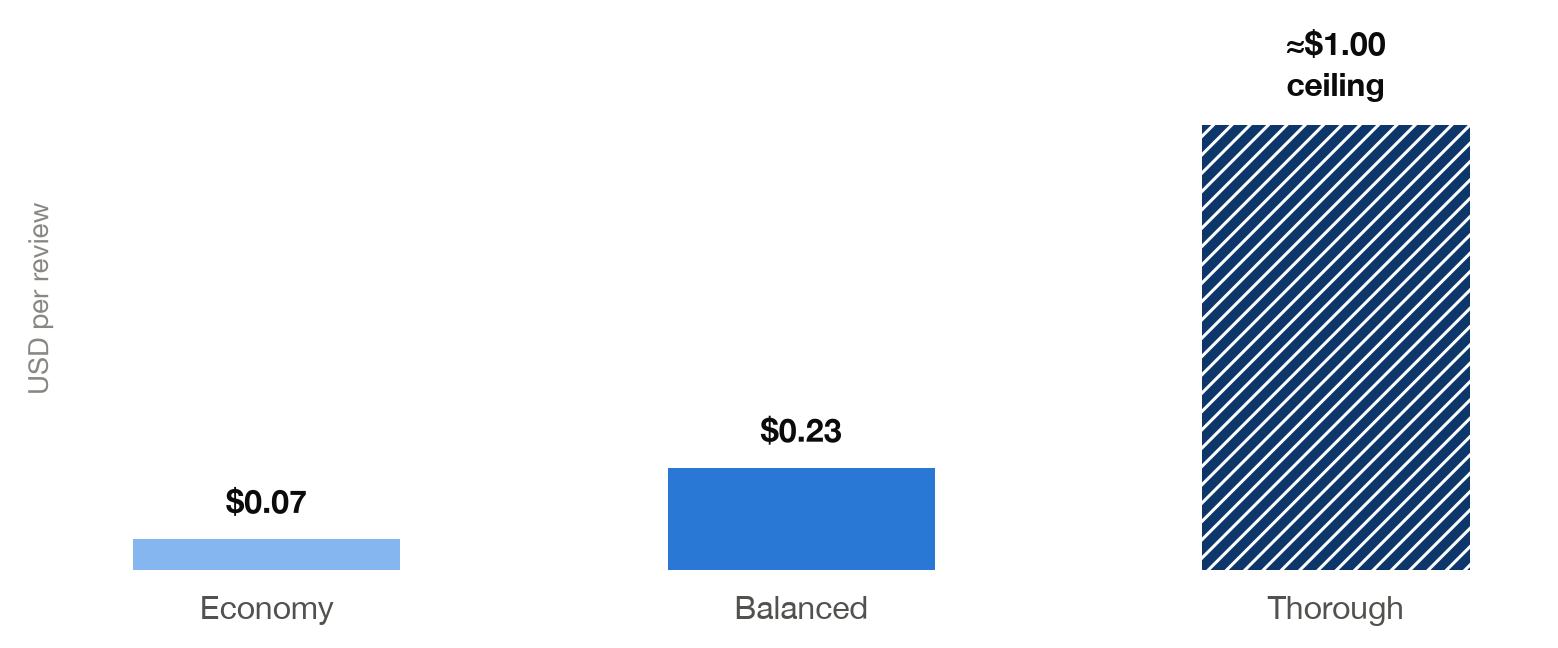 ≈$1.00
ceiling
USD per review
$0.23
$0.07
Economy
Balanced
Thorough